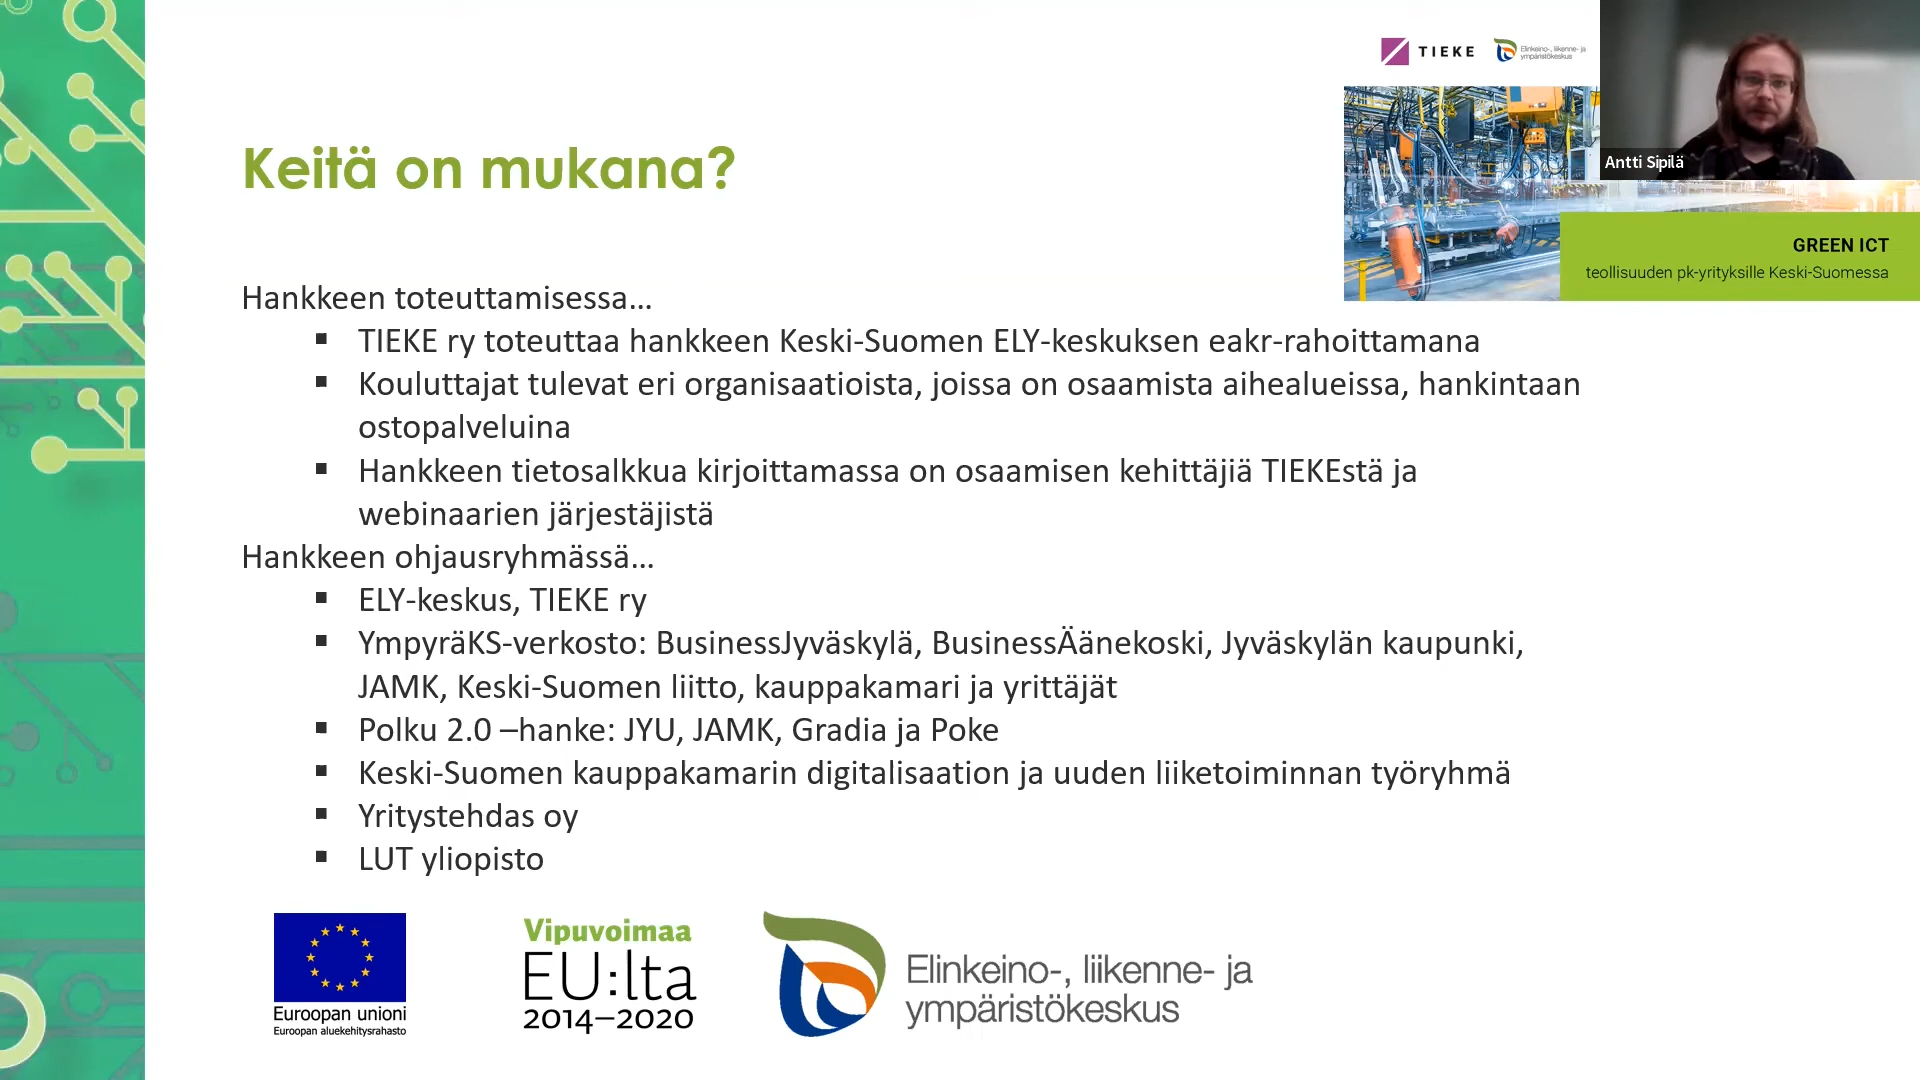 TIEKE
Elinkeino-, liikenne- ja
ympäristökeskus
Antti Sipilä
GREEN ICT
teollisuuden pk-yrityksille Keski-Suomessa
Keitä on mukana?
Hankkeen toteuttamisessa...
▪ TIEKE ry toteuttaa hankkeen Keski-Suomen ELY-keskuksen eakr-rahoittamana
▪ Kouluttajat tulevat eri organisaatioista, joissa on osaamista aihealueissa, hankintaan
ostopalveluina
▪ Hankkeen tietosalkkua kirjoittamassa on osaamisen kehittäjiä TIEKEstä ja
webinaarien järjestäjistä
Hankkeen ohjausryhmässä...
▪ ELY-keskus, TIEKE ry
▪ YmpyräKS-verkosto: BusinessJyväskylä, BusinessÄänekoski, Jyväskylän kaupunki,
JAMK, Keski-Suomen liitto, kauppakamari ja yrittäjät
▪ Polku 2.0 –hanke: JYU, JAMK, Gradia ja Poke
▪ Keski-Suomen kauppakamarin digitalisaation ja uuden liiketoiminnan työryhmä
▪ Yritystehdas oy
▪ LUT yliopisto
Euroopan unioni
Euroopan aluekehitysrahasto
Vipuvoimaa
EU:lta
2014–2020
Elinkeino-, liikenne- ja
ympäristökeskus